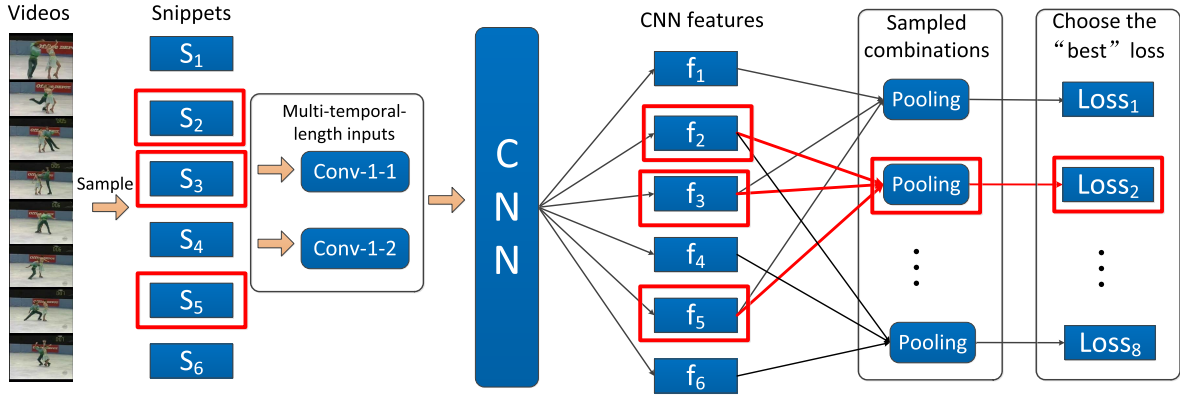 Videos
Snippets
CNN features
Sampled
combinations
Choose the
“best” loss
S1
S2
S3
S4
S5
S6
Sample
Multi-temporal-
length inputs
Conv-1-1
Conv-1-2
C
N
N
f1
f2
f3
f4
f5
f6
Pooling
Pooling
Pooling
Loss1
Loss2
Loss8